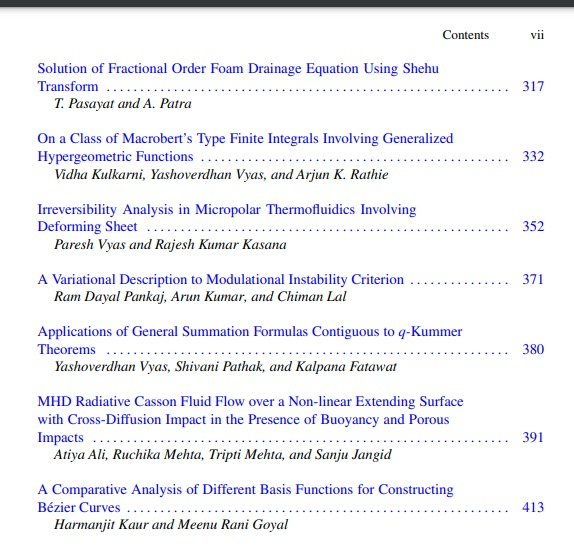 Contents vii
Solution of Fractional Order Foam Drainage Equation Using Shehu
Transform ........................................................ 317
T. Pasayat and A. Patra
On a Class of Macrobert's Type Finite Integrals Involving Generalized
Hypergeometric Functions ........................................... 332
Vidha Kulkarni, Yashoverdhan Vyas, and Arjun K. Rathie
Irreversibility Analysis in Micropolar Thermofluidics Involving
Deforming Sheet ................................................... 352
Paresh Vyas and Rajesh Kumar Kasana
A Variational Description to Modulational Instability Criterion ............... 371
Ram Dayal Pankaj, Arun Kumar, and Chiman Lal
Applications of General Summation Formulas Contiguous to q-Kummer
Theorems ........................................................ 380
Yashoverdhan Vyas, Shivani Pathak, and Kalpana Fatawat
MHD Radiative Casson Fluid Flow over a Non-linear Extending Surface
with Cross-Diffusion Impact in the Presence of Buoyancy and Porous
Impacts .......................................................... 391
Atiya Ali, Ruchika Mehta, Tripti Mehta, and Sanju Jangid
A Comparative Analysis of Different Basis Functions for Constructing
Bézier Curves ..................................................... 413
Harmanjit Kaur and Meenu Rani Goyal